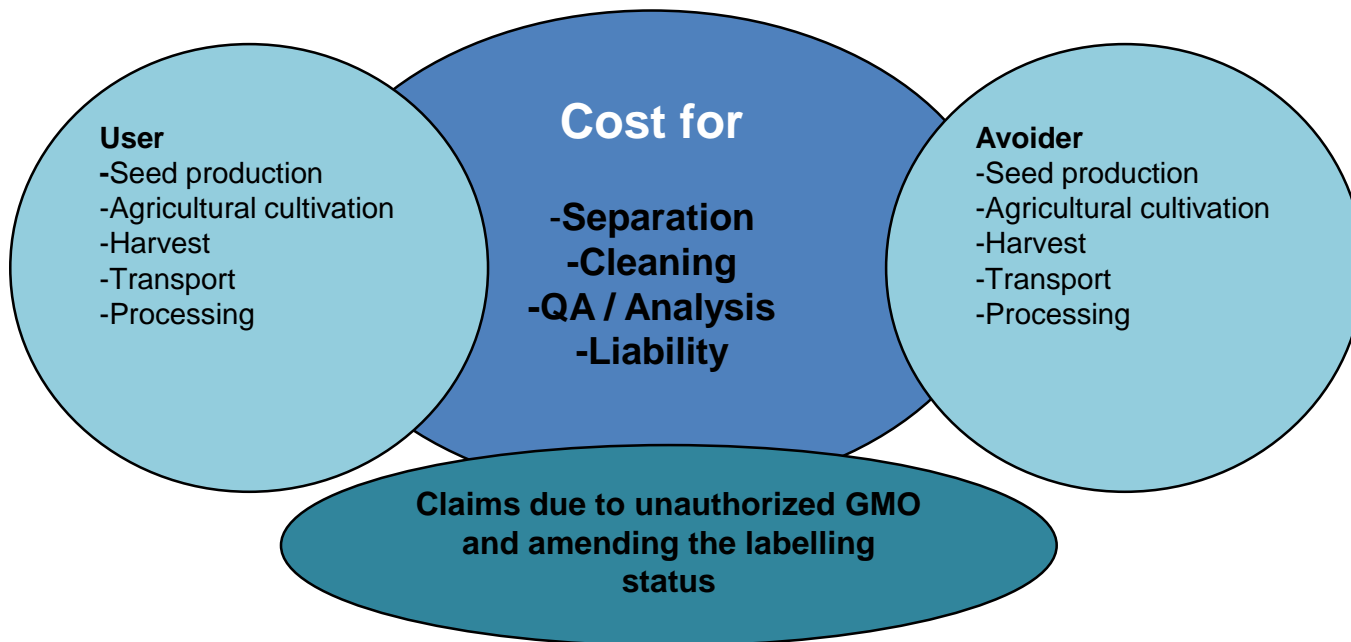 User
-Seed production
-Agricultural cultivation
-Harvest
-Transport
-Processing
Cost for
-Separation
-Cleaning
-QA / Analysis
-Liability
Avoider
-Seed production
-Agricultural cultivation
-Harvest
-Transport
-Processing
Claims due to unauthorized GMO
and amending the labelling
status